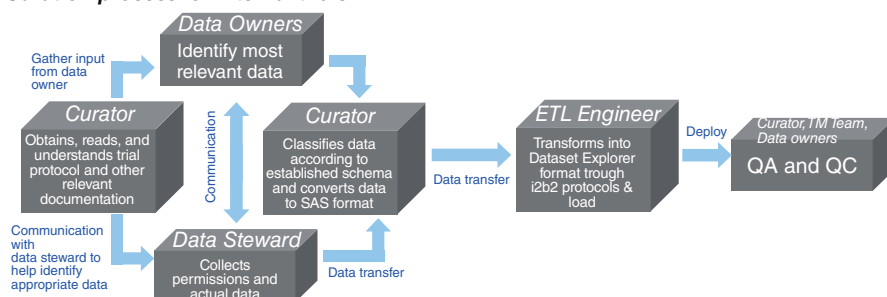 Data Owners
Identify most
relevant data
Gather input
from data
owner
Curator
Obtains, reads, and
understands trial
protocol and other
relevant
documentation
Communication
Curator
Classifies data
according to
established schema
and converts data
to SAS format
Data transfer
ETL Engineer
Transforms into
Dataset Explorer
format trough
i2b2 protocols &
load
Deploy
Curator,TM Team,
Data owners
QA and QC
Communication
with
data steward to
help identify
appropriate data
Data Steward
Collects
permissions and
actual data
Data transfer